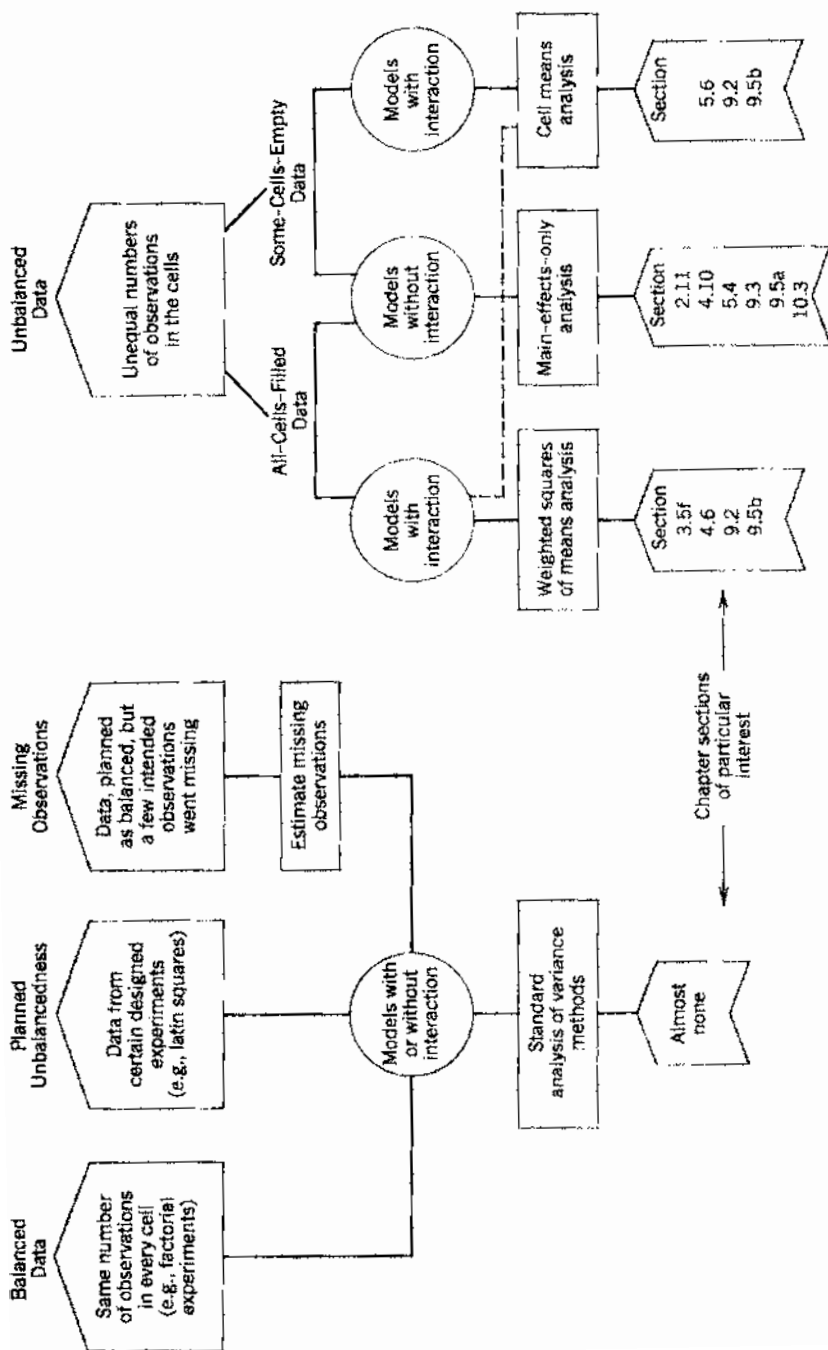 Balanced
Data
Same number
of observations
in every cell
(e.g., factorial
experiments)
Planned
Unbalancedness
Data from
certain designed
experiments
(e.g., latin squares)
Missing
Observations
Data, planned
as balanced, but
a few intended
observations
went missing
Estimate missing
observations
Models with
or without
interaction
Standard
analysis of variance
methods
Almost
none
Unbalanced
Data
Unequal numbers
of observations
in the cells
All-Cells-Filled
Data
Some-Cells-Empty
Data
Models
with
interaction
Models
without
interaction
Models
with
interaction
Weighted squares
of means analysis
Main-effects-only
analysis
Cell means
analysis
Section
3.5f
4.6
9.2
9.5b
Section
2.11
4.10
5.4
9.3
9.5a
10.3
Section
5.6
9.2
9.5b
Chapter sections
of particular
interest